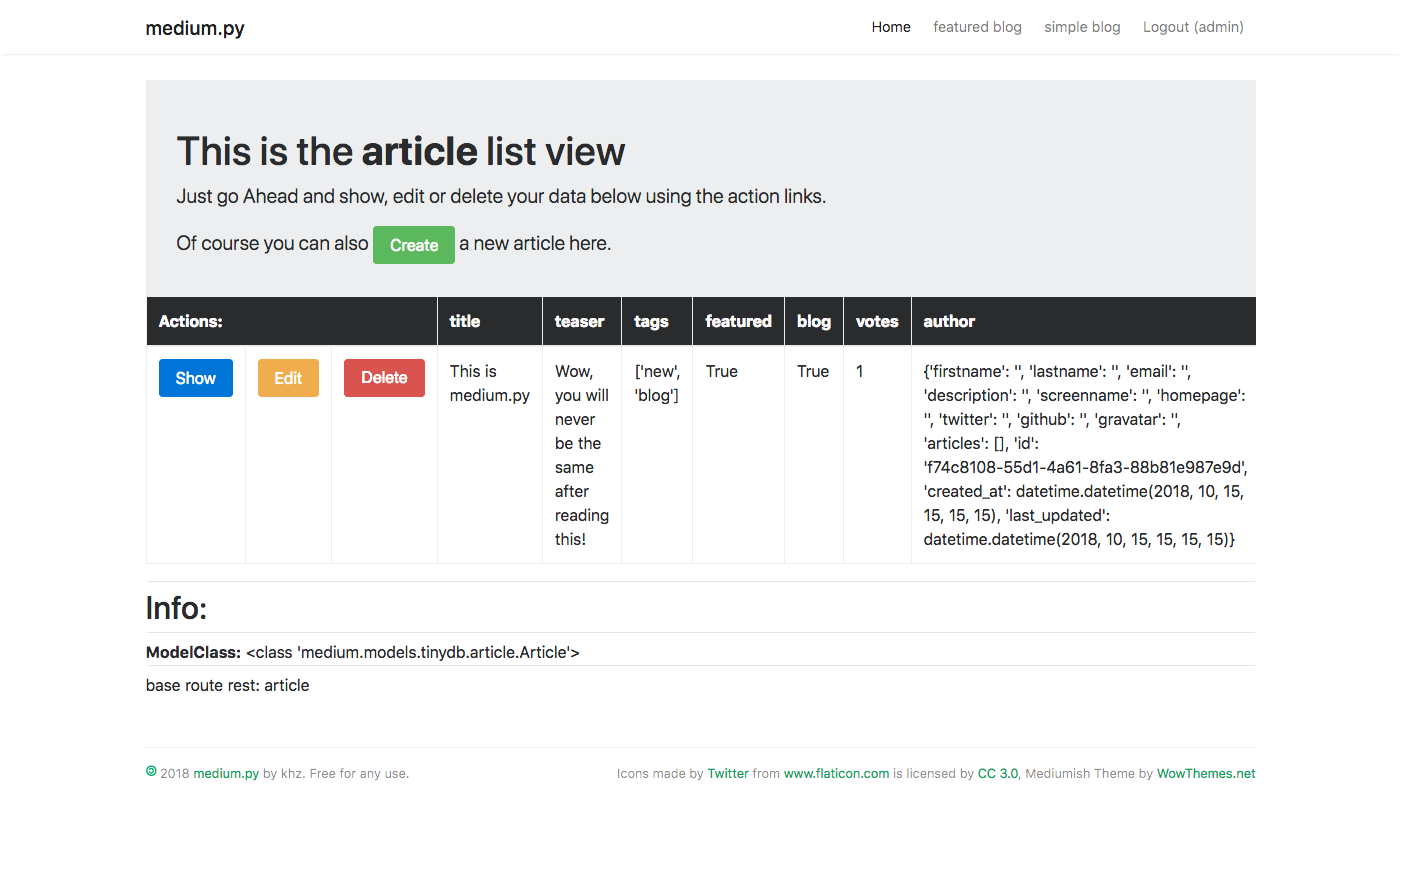 medium.py
Home featured blog simple blog Logout (admin)
This is the article list view
Just go Ahead and show, edit or delete your data below using the action links.
Of course you can also Create a new article here.
Actions: title teaser tags featured blog votes author
Show Edit Delete
This is
medium.py
Wow,
you will
never
be the
same
after
reading
this!
['new',
'blog']
True
True
1
{'firstname': '', 'lastname': '', 'email': '',
'description': '', 'screenname': '', 'homepage':
'', 'twitter': '', 'github': '', 'gravatar': '',
'articles': [], 'id':
'f74c8108-55d1-4a61-8fa3-88b81e987e9d',
'created_at': datetime.datetime(2018, 10, 15,
15, 15, 15), 'last_updated':
datetime.datetime(2018, 10, 15, 15, 15, 15)}
Info:
ModelClass: <class 'medium.models.tinydb.article.Article'>
base route rest: article
2018 medium.py by khz. Free for any use.
Icons made by Twitter from www.flaticon.com is licensed by CC 3.0, Mediumish Theme by WowThemes.net